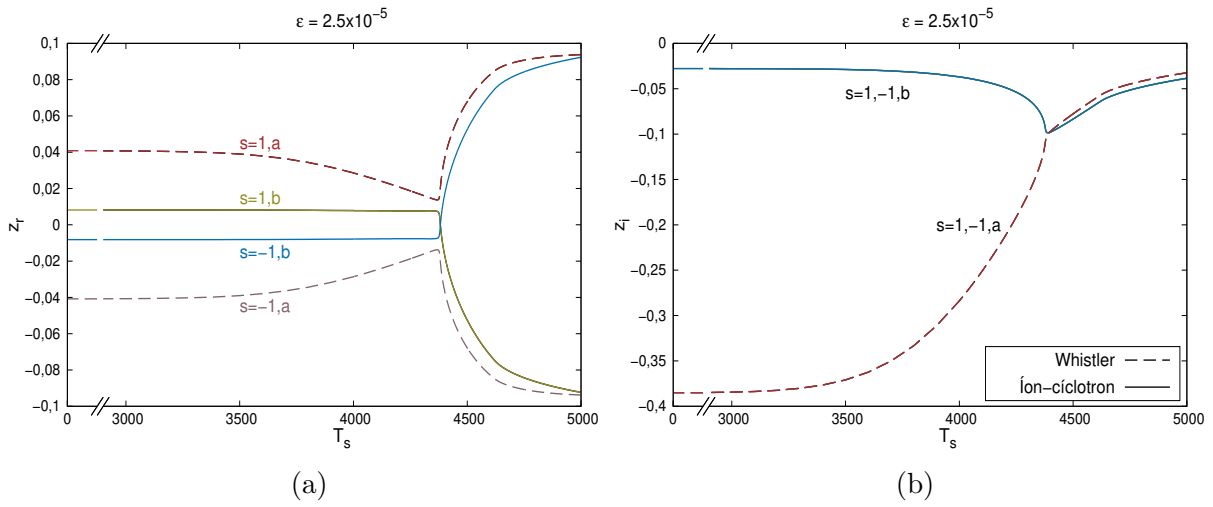 ε = 2.5x10⁻⁵
0,1
0,08
0,06
0,04
0,02
0
−0,02
−0,04
−0,06
−0,08
−0,1
z_r
s=1,a
s=1,b
s=−1,b
s=−1,a
0 3000 3500 4000 4500 5000
T_s
(a)
ε = 2.5x10⁻⁵
0
−0,05
−0,1
−0,15
−0,2
−0,25
−0,3
−0,35
−0,4
z_i
s=1,−1,b
s=1,−1,a
Whistler
Íon−cíclotron
0 3000 3500 4000 4500 5000
T_s
(b)